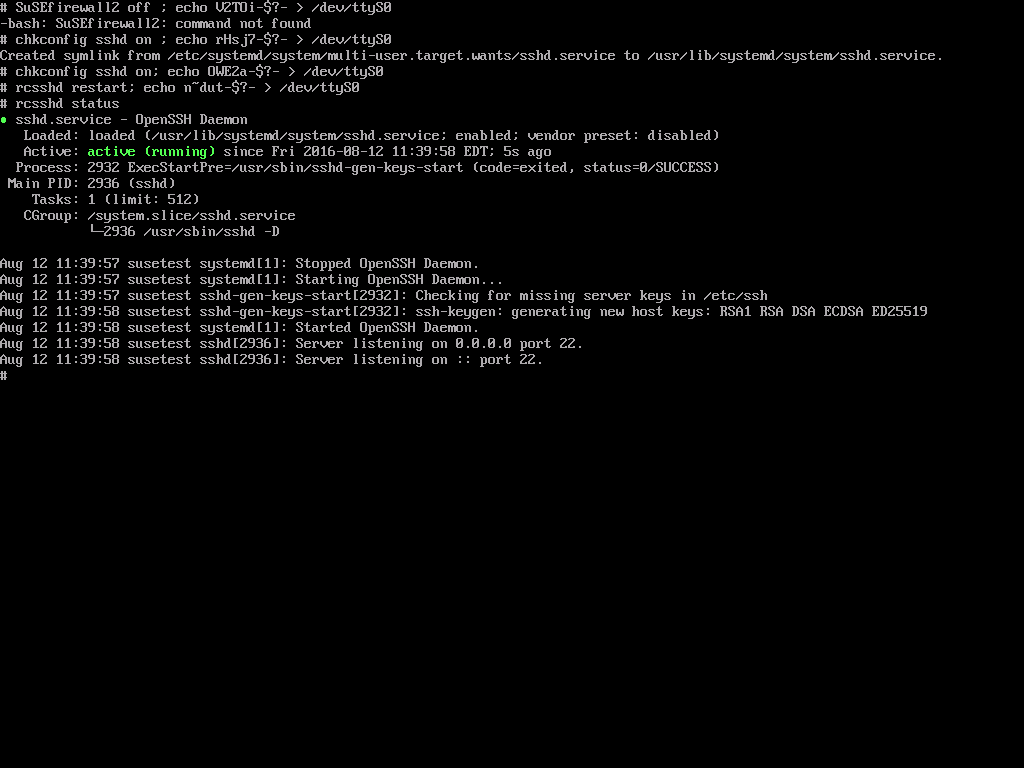 # SuSEfirewall2 off ; echo V2TOi-$?- > /dev/ttyS0
-bash: SuSEfirewall2: command not found
# chkconfig sshd on ; echo rHsj7-$?- > /dev/ttyS0
Created symlink from /etc/systemd/system/multi-user.target.wants/sshd.service to /usr/lib/systemd/system/sshd.service.
# chkconfig sshd on; echo OWE2a-$?- > /dev/ttyS0
# rcsshd restart; echo n~dut-$?- > /dev/ttyS0
# rcsshd status
● sshd.service - OpenSSH Daemon
   Loaded: loaded (/usr/lib/systemd/system/sshd.service; enabled; vendor preset: disabled)
   Active: active (running) since Fri 2016-08-12 11:39:58 EDT; 5s ago
  Process: 2932 ExecStartPre=/usr/sbin/sshd-gen-keys-start (code=exited, status=0/SUCCESS)
 Main PID: 2936 (sshd)
    Tasks: 1 (limit: 512)
   CGroup: /system.slice/sshd.service
           └─2936 /usr/sbin/sshd -D

Aug 12 11:39:57 susetest systemd[1]: Stopped OpenSSH Daemon.
Aug 12 11:39:57 susetest systemd[1]: Starting OpenSSH Daemon...
Aug 12 11:39:57 susetest sshd-gen-keys-start[2932]: Checking for missing server keys in /etc/ssh
Aug 12 11:39:58 susetest sshd-gen-keys-start[2932]: ssh-keygen: generating new host keys: RSA1 RSA DSA ECDSA ED25519
Aug 12 11:39:58 susetest systemd[1]: Started OpenSSH Daemon.
Aug 12 11:39:58 susetest sshd[2936]: Server listening on 0.0.0.0 port 22.
Aug 12 11:39:58 susetest sshd[2936]: Server listening on :: port 22.
#